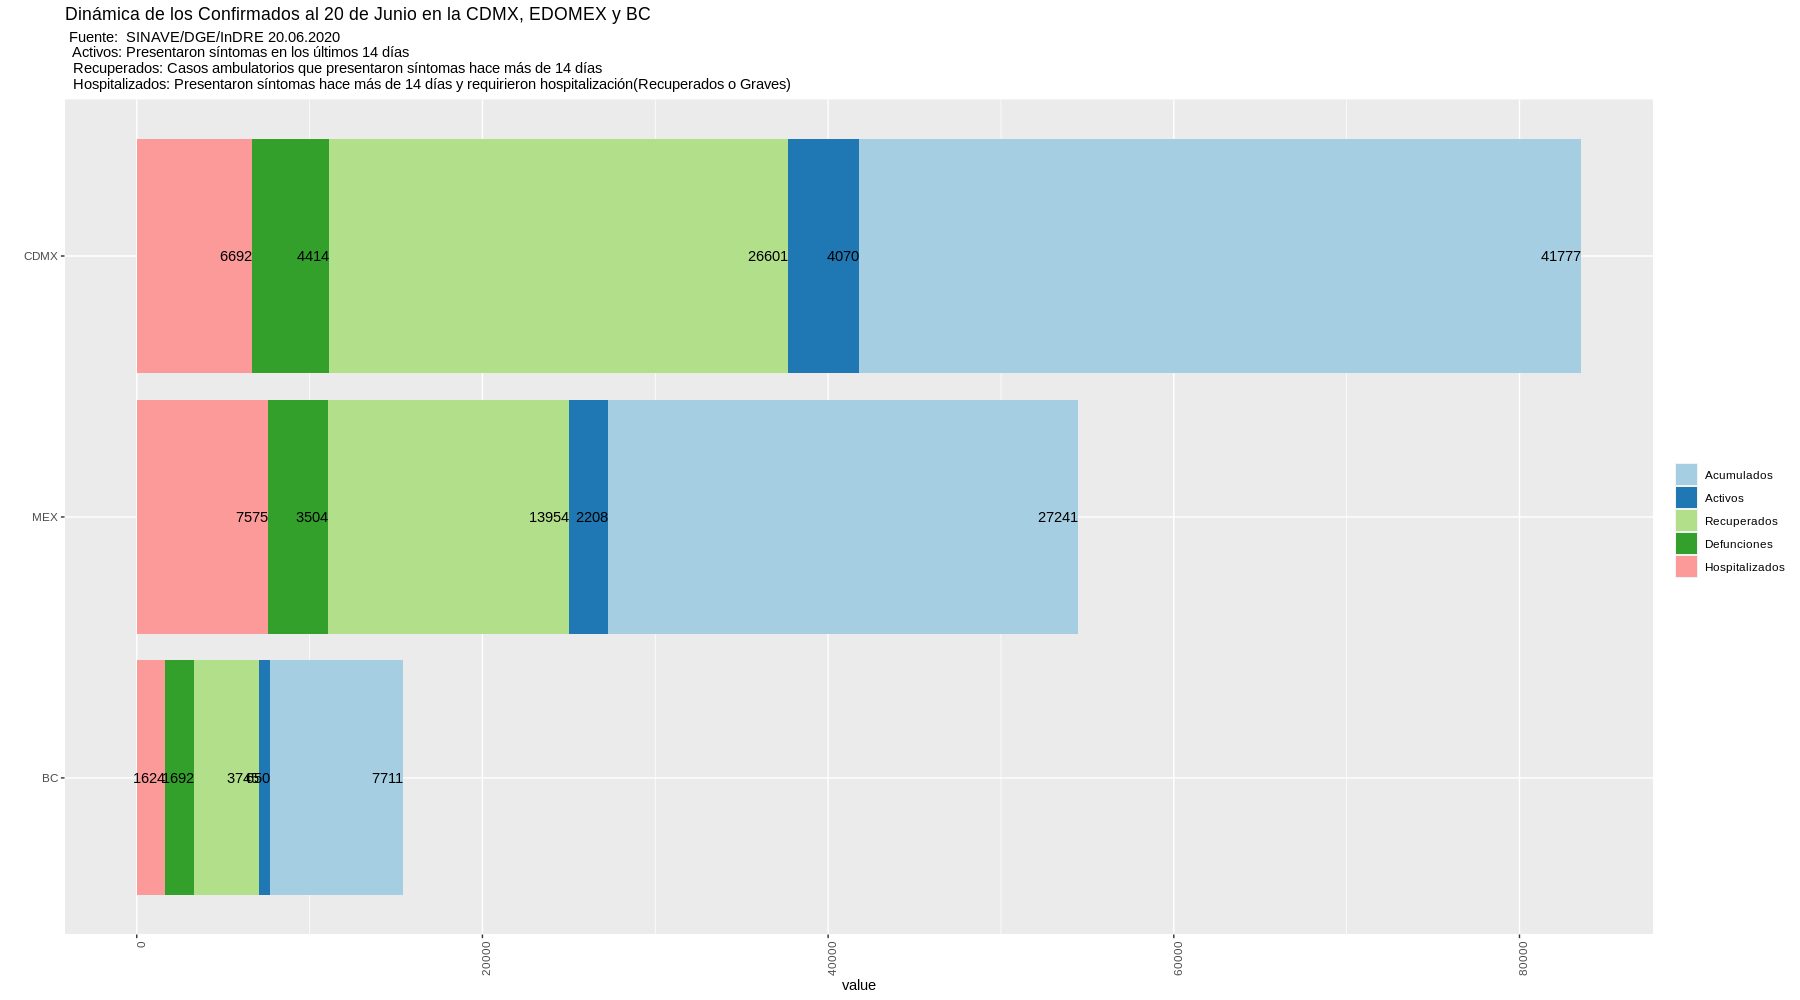 Dinámica de los Confirmados al 20 de Junio en la CDMX, EDOMEX y BC
Fuente:  SINAVE/DGE/InDRE 20.06.2020
Activos: Presentaron síntomas en los últimos 14 días
Recuperados: Casos ambulatorios que presentaron síntomas hace más de 14 días
Hospitalizados: Presentaron síntomas hace más de 14 días y requirieron hospitalización(Recuperados o Graves)
CDMX 6692 4414 26601 4070 41777
MEX 7575 3504 13954 2208 27241
BC 1624 1692 3745 650 7711
0 20000 40000 60000 80000
value
Acumulados
Activos
Recuperados
Defunciones
Hospitalizados